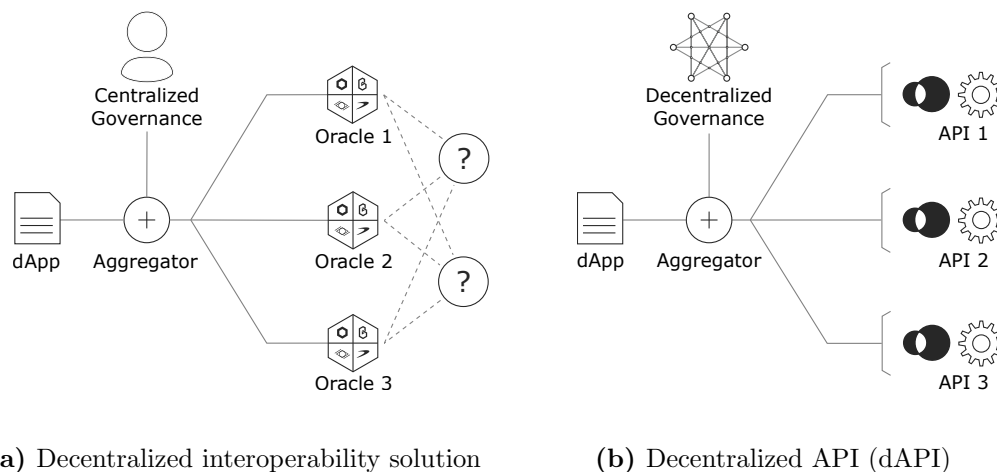 Centralized
Governance
Oracle 1
?
dApp
+
Aggregator
Oracle 2
?
Oracle 3
Decentralized
Governance
API 1
dApp
+
Aggregator
API 2
API 3
a) Decentralized interoperability solution
(b) Decentralized API (dAPI)